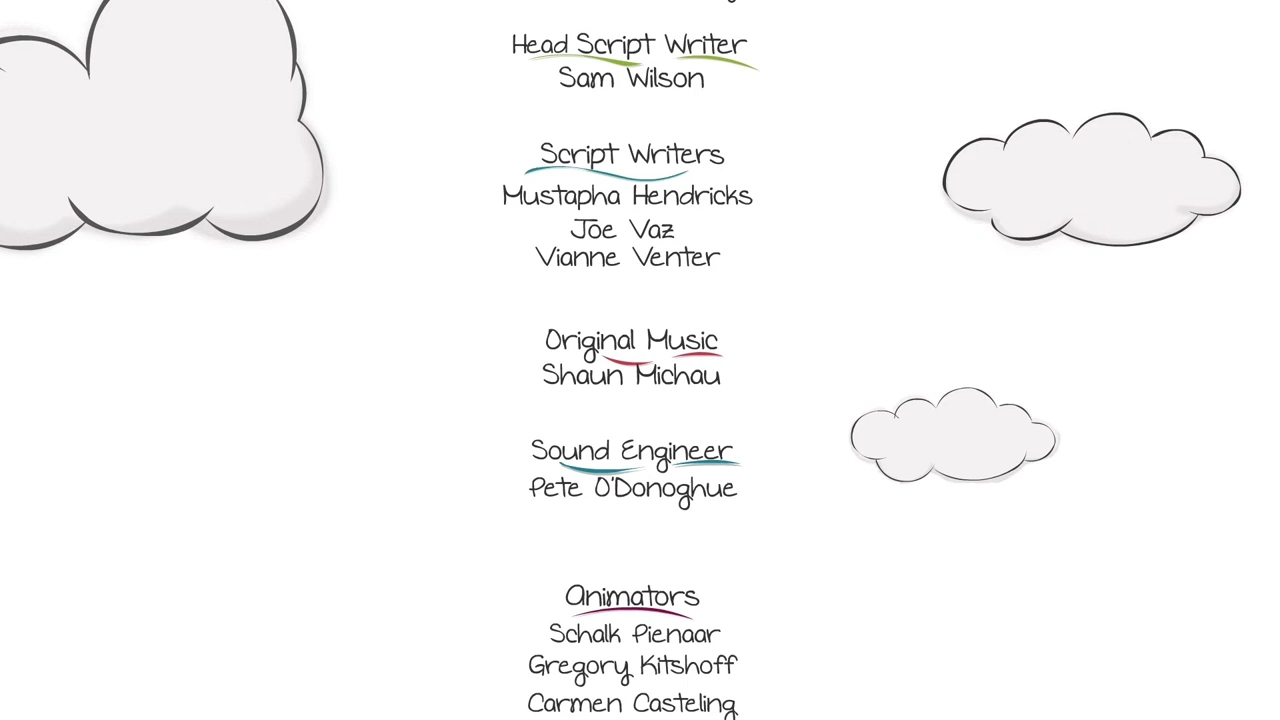 Head Script Writer
Sam Wilson
Script Writers
Mustapha Hendricks
Joe Vaz
Vianne Venter
Original Music
Shaun Michau
Sound Engineer
Pete O'Donoghue
Animators
Schalk Pienaar
Gregory Kitshoff
Carmen Casteling